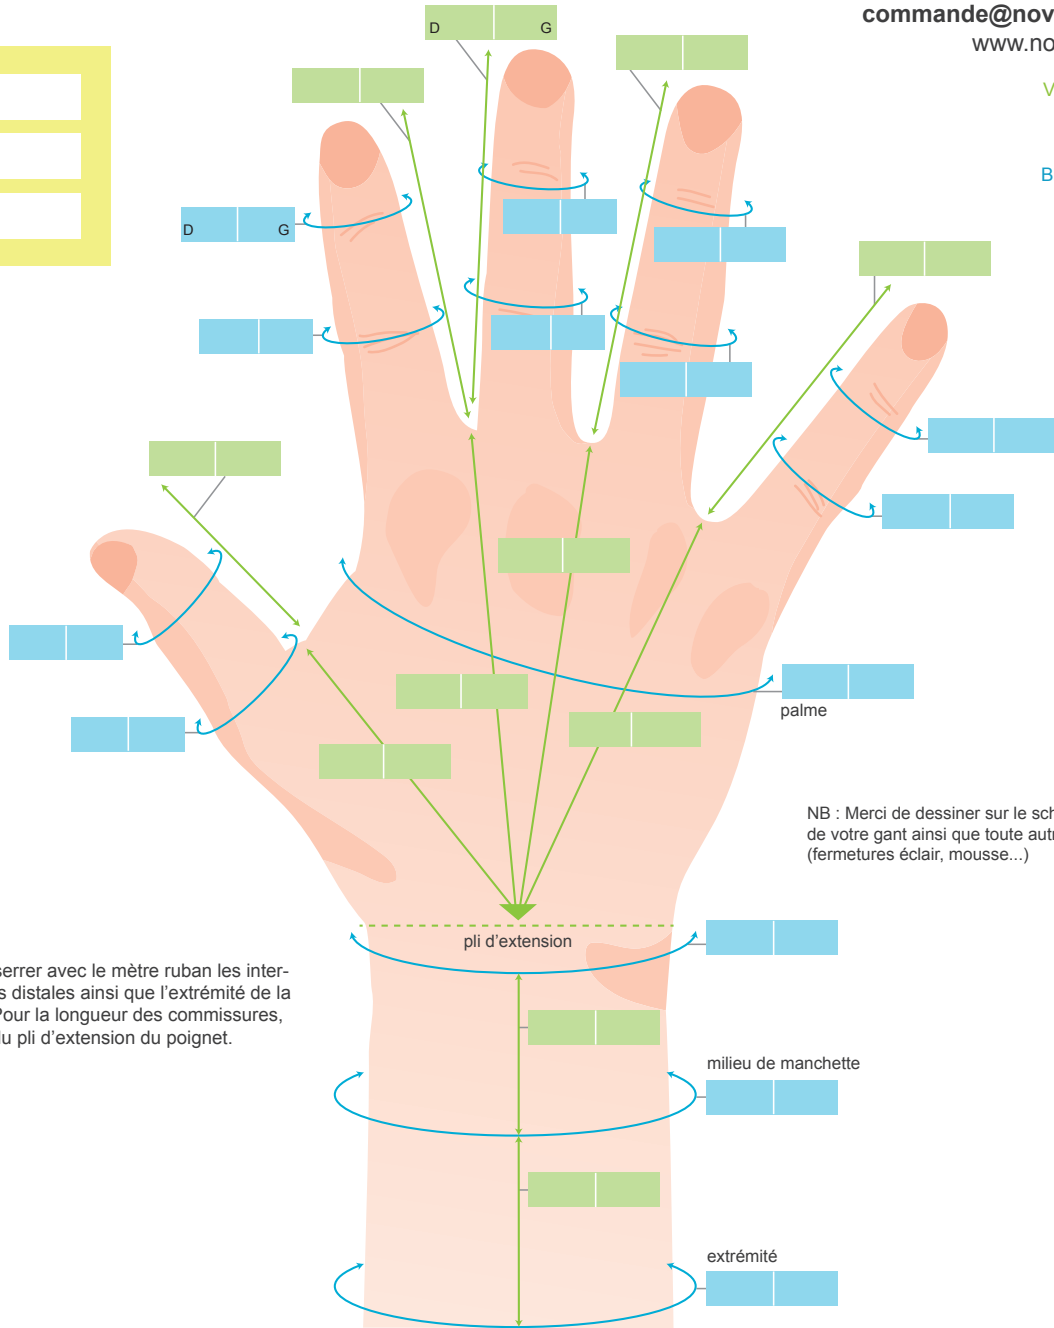 commande@nov
www.no
V
B
D G
D G
palme
NB : Merci de dessiner sur le sch
de votre gant ainsi que toute autr
(fermetures éclair, mousse...)
pli d’extension
serrer avec le mètre ruban les inter-
s distales ainsi que l’extrémité de la
Pour la longueur des commissures,
du pli d’extension du poignet.
milieu de manchette
extrémité